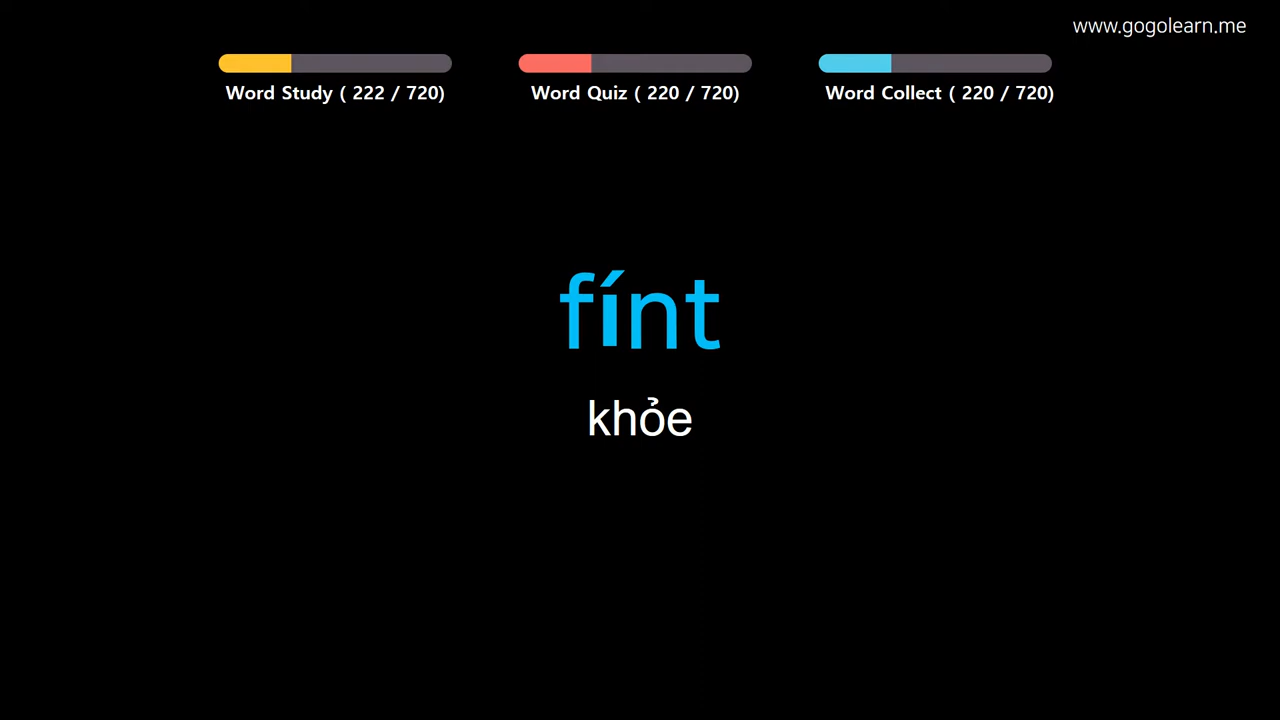 www.gogolearn.me
Word Study ( 222 / 720)
Word Quiz ( 220 / 720)
Word Collect ( 220 / 720)
fínt
khỏe